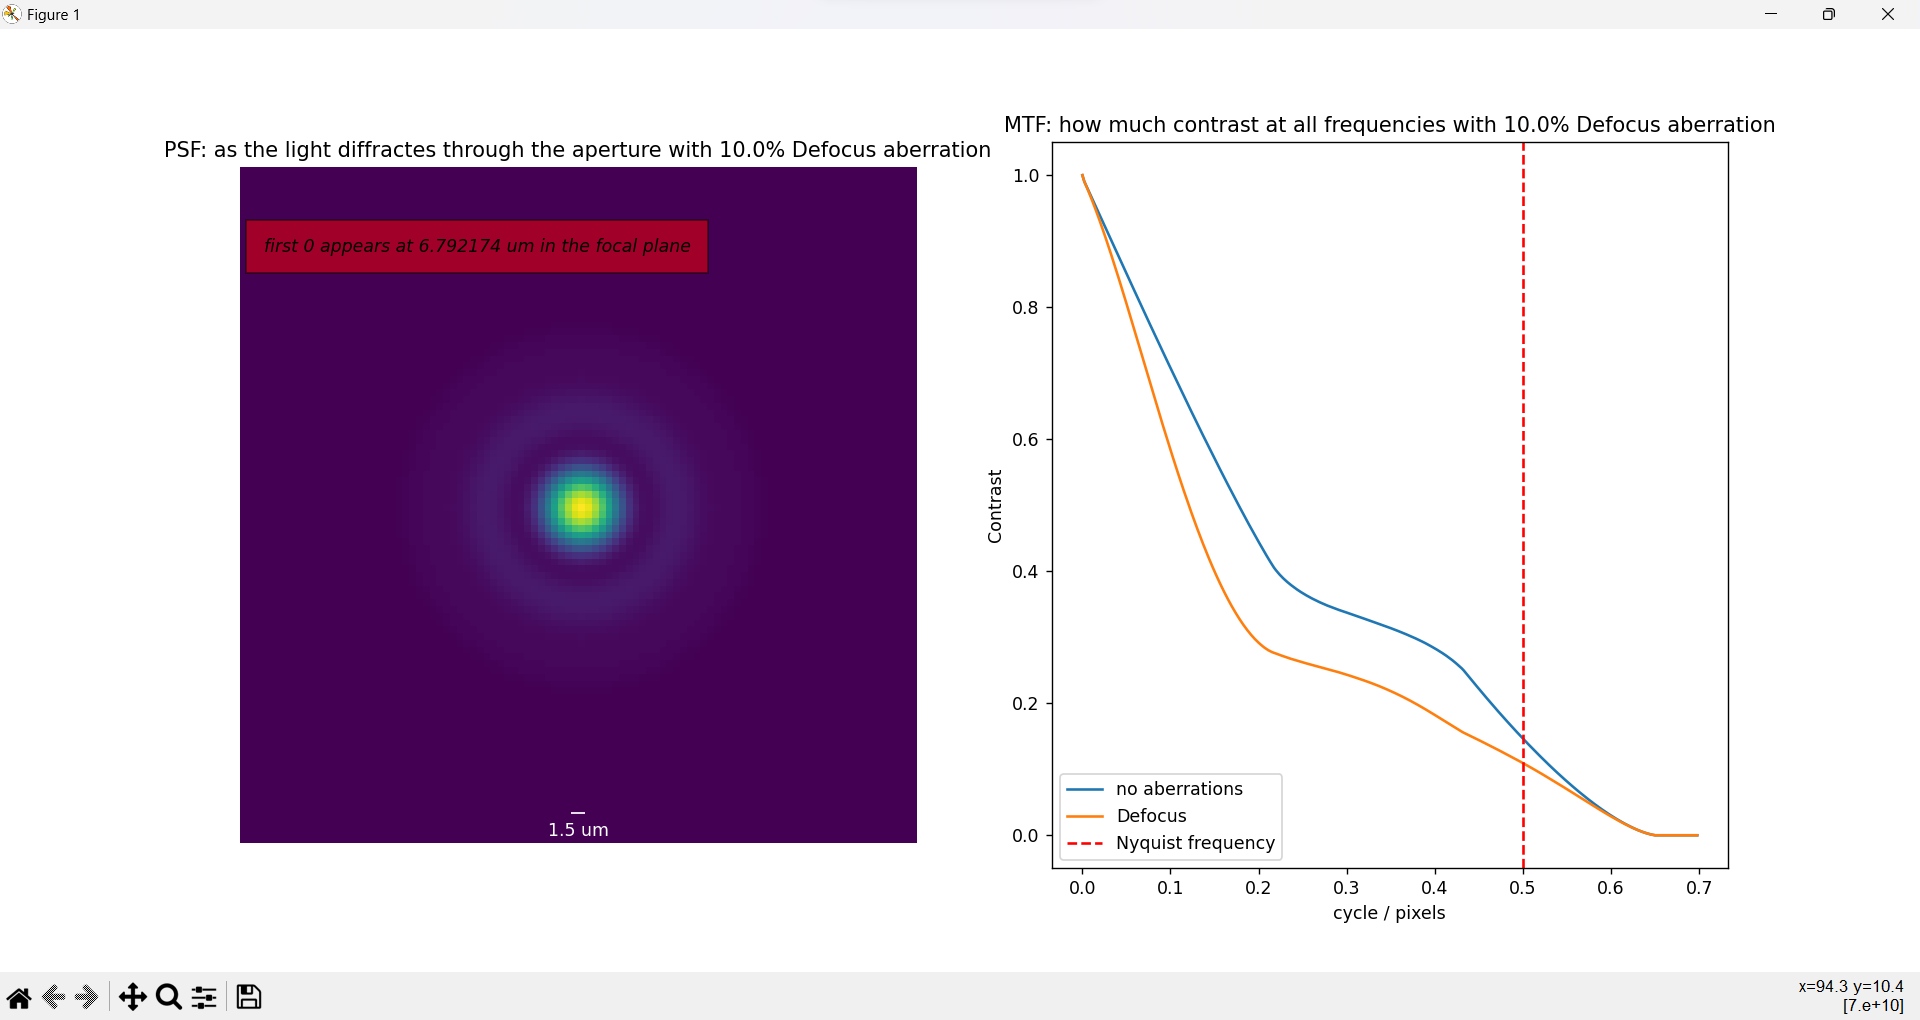 Figure 1
PSF: as the light diffractes through the aperture with 10.0% Defocus aberration
first 0 appears at 6.792174 um in the focal plane
1.5 um
MTF: how much contrast at all frequencies with 10.0% Defocus aberration
1.0
0.8
0.6
0.4
0.2
0.0
Contrast
no aberrations
Defocus
Nyquist frequency
0.0 0.1 0.2 0.3 0.4 0.5 0.6 0.7
cycle / pixels
x=94.3 y=10.4
[7.e+10]